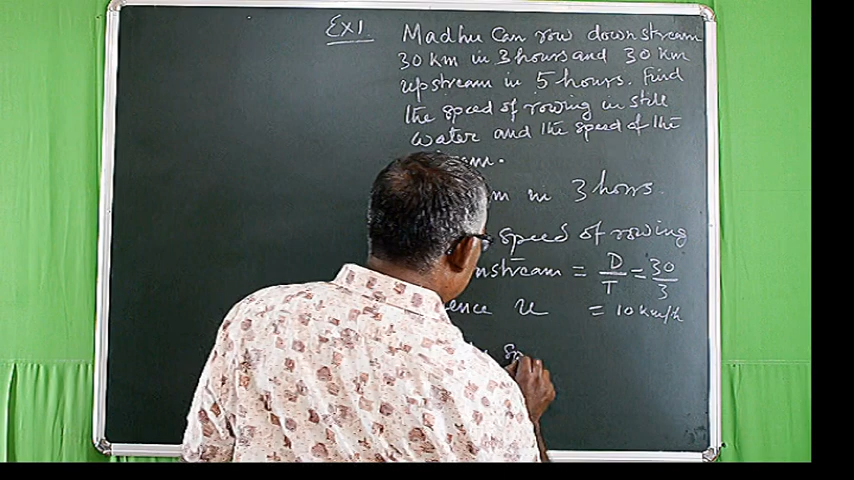 Ex1. Madhu Can row downstream
30 km in 3 hours and 30 km
upstream in 5 hours. Find
the speed of rowing in still
water and the speed of the
m in 3 hours.
speed of rowing
nstream = D/T = 30/3
ence u = 10 km/h